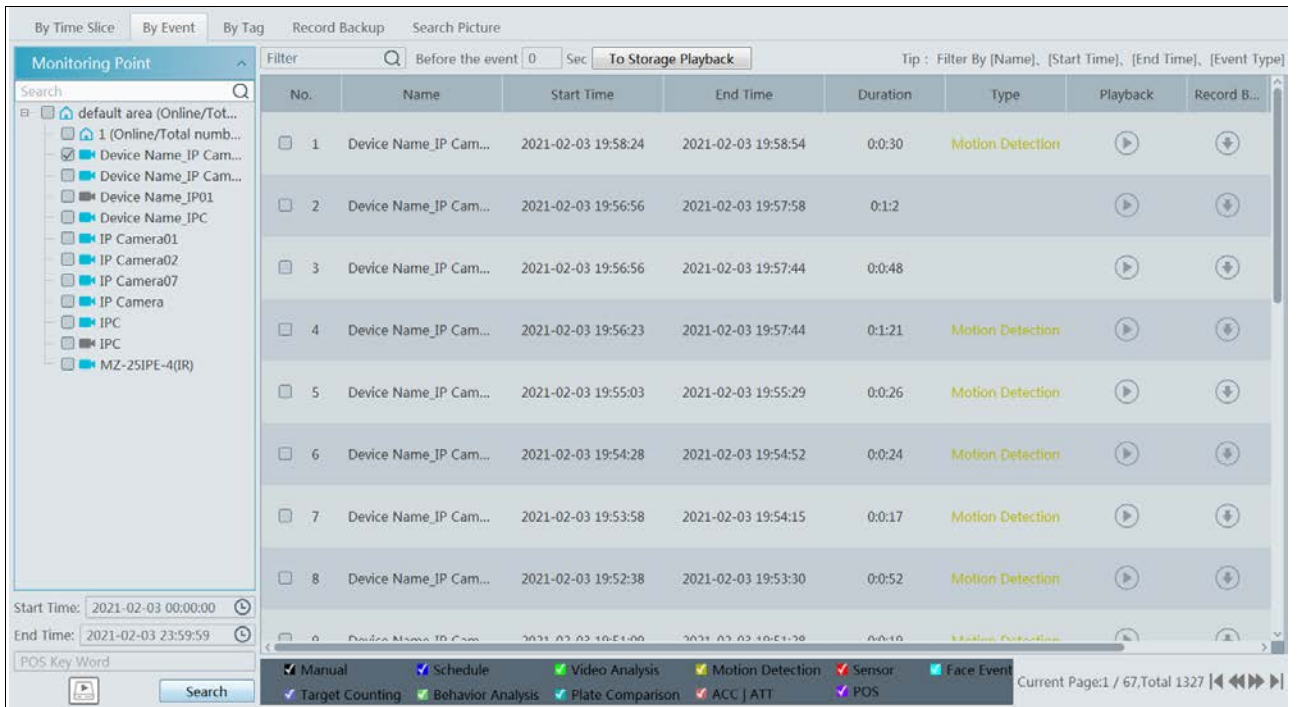 By Time Slice By Event By Tag Record Backup Search Picture
Monitoring Point
Search
default area (Online/Tot...
1 (Online/Total numb...
Device Name_IP Cam...
Device Name_IP Cam...
Device Name_IP01
Device Name_IPC
IP Camera01
IP Camera02
IP Camera07
IP Camera
IPC
IPC
MZ-25IPE-4(IR)
Start Time: 2021-02-03 00:00:00
End Time: 2021-02-03 23:59:59
POS Key Word
Search
Filter Before the event 0 Sec To Storage Playback Tip : Filter By [Name]、[Start Time]、[End Time]、[Event Type]
No. Name Start Time End Time Duration Type Playback Record B...
1 Device Name_IP Cam... 2021-02-03 19:58:24 2021-02-03 19:58:54 0:0:30 Motion Detection
2 Device Name_IP Cam... 2021-02-03 19:56:56 2021-02-03 19:57:58 0:1:2
3 Device Name_IP Cam... 2021-02-03 19:56:56 2021-02-03 19:57:44 0:0:48
4 Device Name_IP Cam... 2021-02-03 19:56:23 2021-02-03 19:57:44 0:1:21 Motion Detection
5 Device Name_IP Cam... 2021-02-03 19:55:03 2021-02-03 19:55:29 0:0:26 Motion Detection
6 Device Name_IP Cam... 2021-02-03 19:54:28 2021-02-03 19:54:52 0:0:24 Motion Detection
7 Device Name_IP Cam... 2021-02-03 19:53:58 2021-02-03 19:54:15 0:0:17 Motion Detection
8 Device Name_IP Cam... 2021-02-03 19:52:38 2021-02-03 19:53:30 0:0:52 Motion Detection
Manual Schedule Video Analysis Motion Detection Sensor Face Event
Target Counting Behavior Analysis Plate Comparison ACC | ATT POS
Current Page:1 / 67,Total 1327